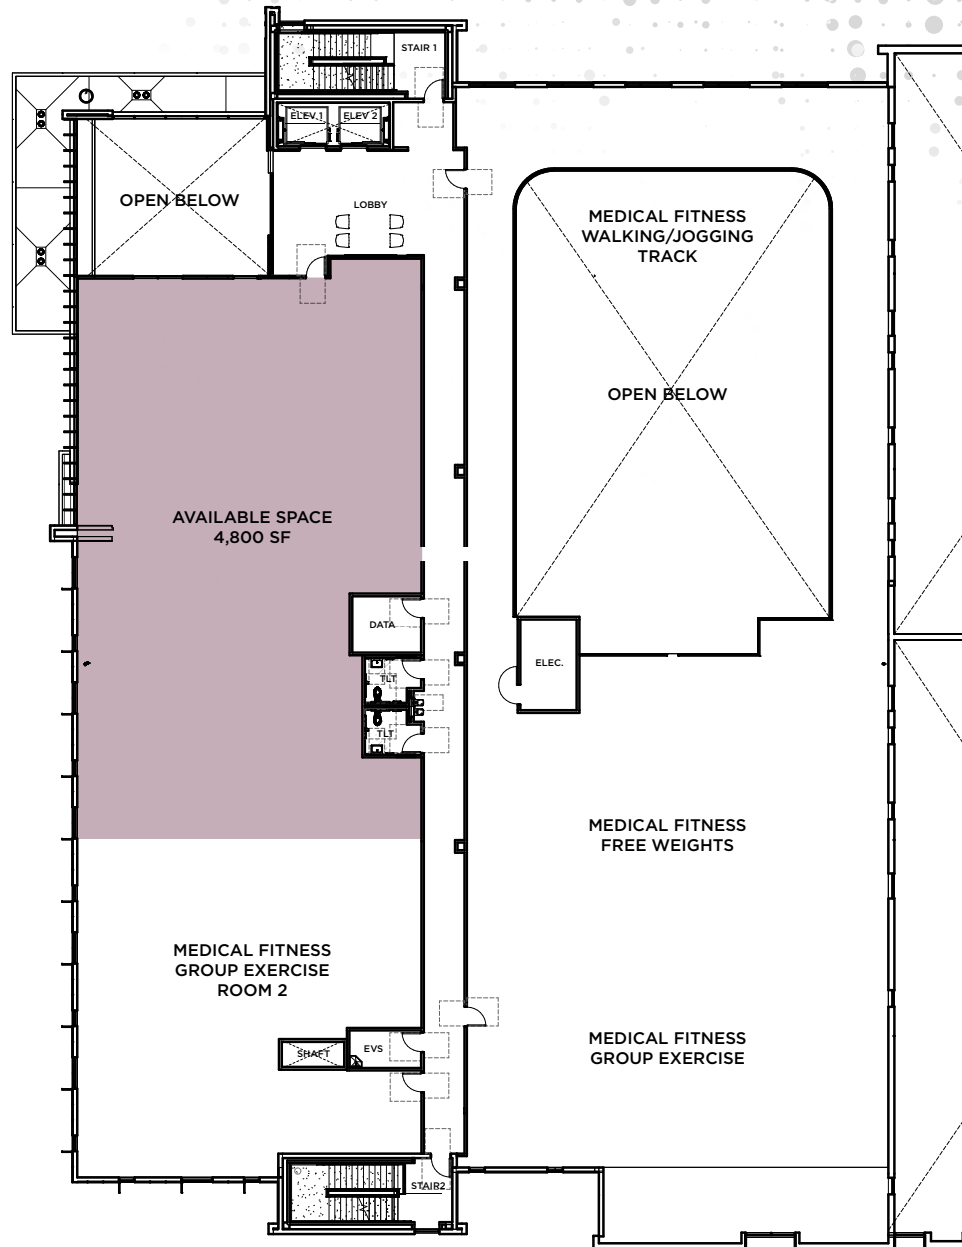 STAIR 1
ELEV.1
ELEV 2
OPEN BELOW
LOBBY
MEDICAL FITNESS
WALKING/JOGGING
TRACK
OPEN BELOW
AVAILABLE SPACE
4,800 SF
DATA
TLT
TLT
ELEC.
MEDICAL FITNESS
FREE WEIGHTS
MEDICAL FITNESS
GROUP EXERCISE
ROOM 2
SHAFT
EVS
MEDICAL FITNESS
GROUP EXERCISE
STAIR2